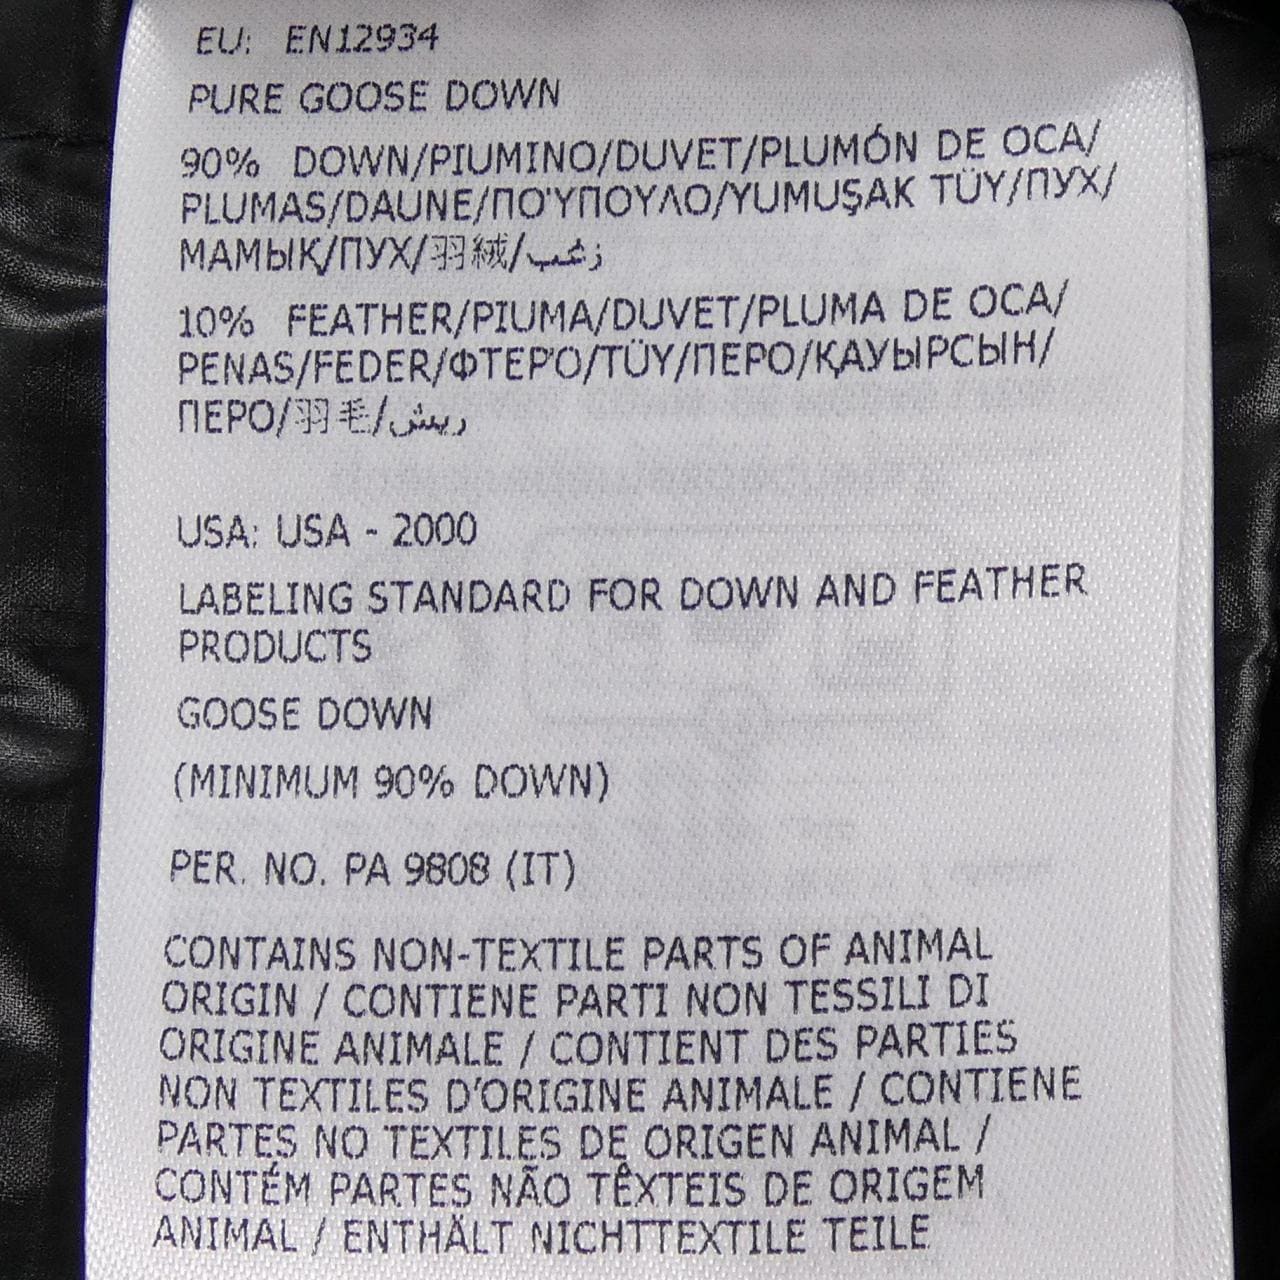 EU: EN12934
PURE GOOSE DOWN
90% DOWN/PIUMINO/DUVET/PLUMÓN DE OCA/
PLUMAS/DAUNE/ΠΟ'ΥΠΟΥΛΟ/YUMUŞAK TÜY/ПУХ/
МАМЫҚ/ПУХ/羽絨/زغب
10% FEATHER/PIUMA/DUVET/PLUMA DE OCA/
PENAS/FEDER/ΦΤΕΡ'Ο/TÜY/ПЕРО/ҚАУЫРСЫН/
ПЕРО/羽毛/ريش
USA: USA - 2000
LABELING STANDARD FOR DOWN AND FEATHER
PRODUCTS
GOOSE DOWN
(MINIMUM 90% DOWN)
PER. NO. PA 9808 (IT)
CONTAINS NON-TEXTILE PARTS OF ANIMAL
ORIGIN / CONTIENE PARTI NON TESSILI DI
ORIGINE ANIMALE / CONTIENT DES PARTIES
NON TEXTILES D'ORIGINE ANIMALE / CONTIENE
PARTES NO TEXTILES DE ORIGEN ANIMAL /
CONTÉM PARTES NÃO TÊXTEIS DE ORIGEM
ANIMAL / ENTHÄLT NICHTTEXTILE TEILE